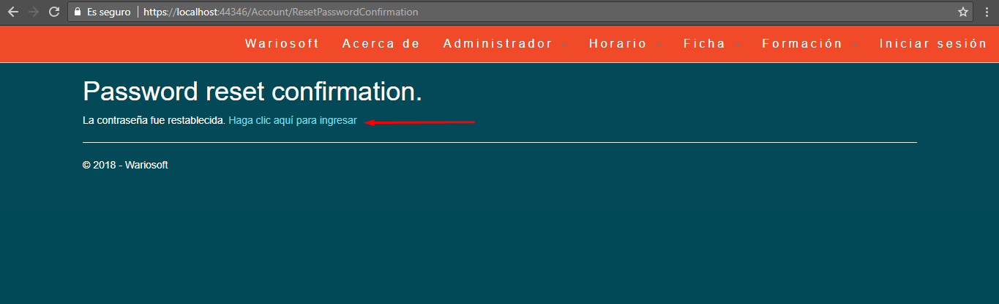 Es seguro https://localhost:44346/Account/ResetPasswordConfirmation
Wariosoft Acerca de Administrador Horario Ficha Formación Iniciar sesión
Password reset confirmation.
La contraseña fue restablecida. Haga clic aquí para ingresar
© 2018 - Wariosoft